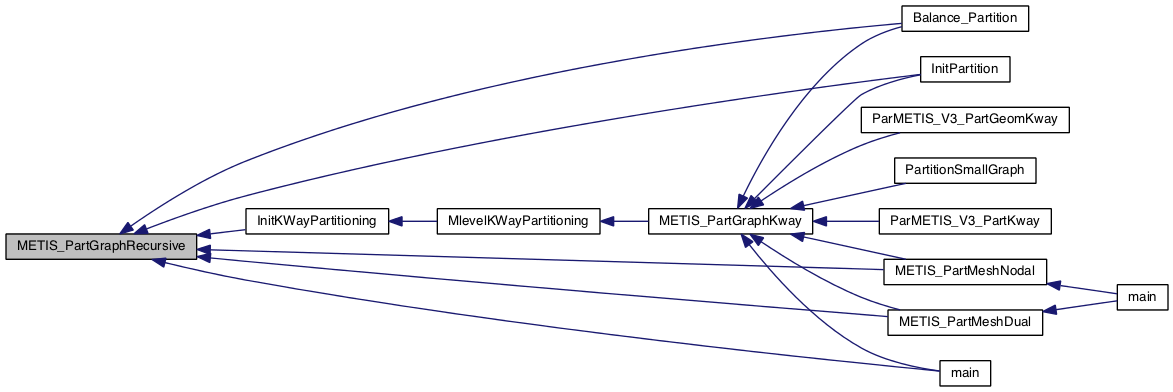 Balance_Partition
InitPartition
ParMETIS_V3_PartGeomKway
PartitionSmallGraph
InitKWayPartitioning
MlevelKWayPartitioning
METIS_PartGraphKway
ParMETIS_V3_PartKway
METIS_PartGraphRecursive
METIS_PartMeshNodal
main
METIS_PartMeshDual
main